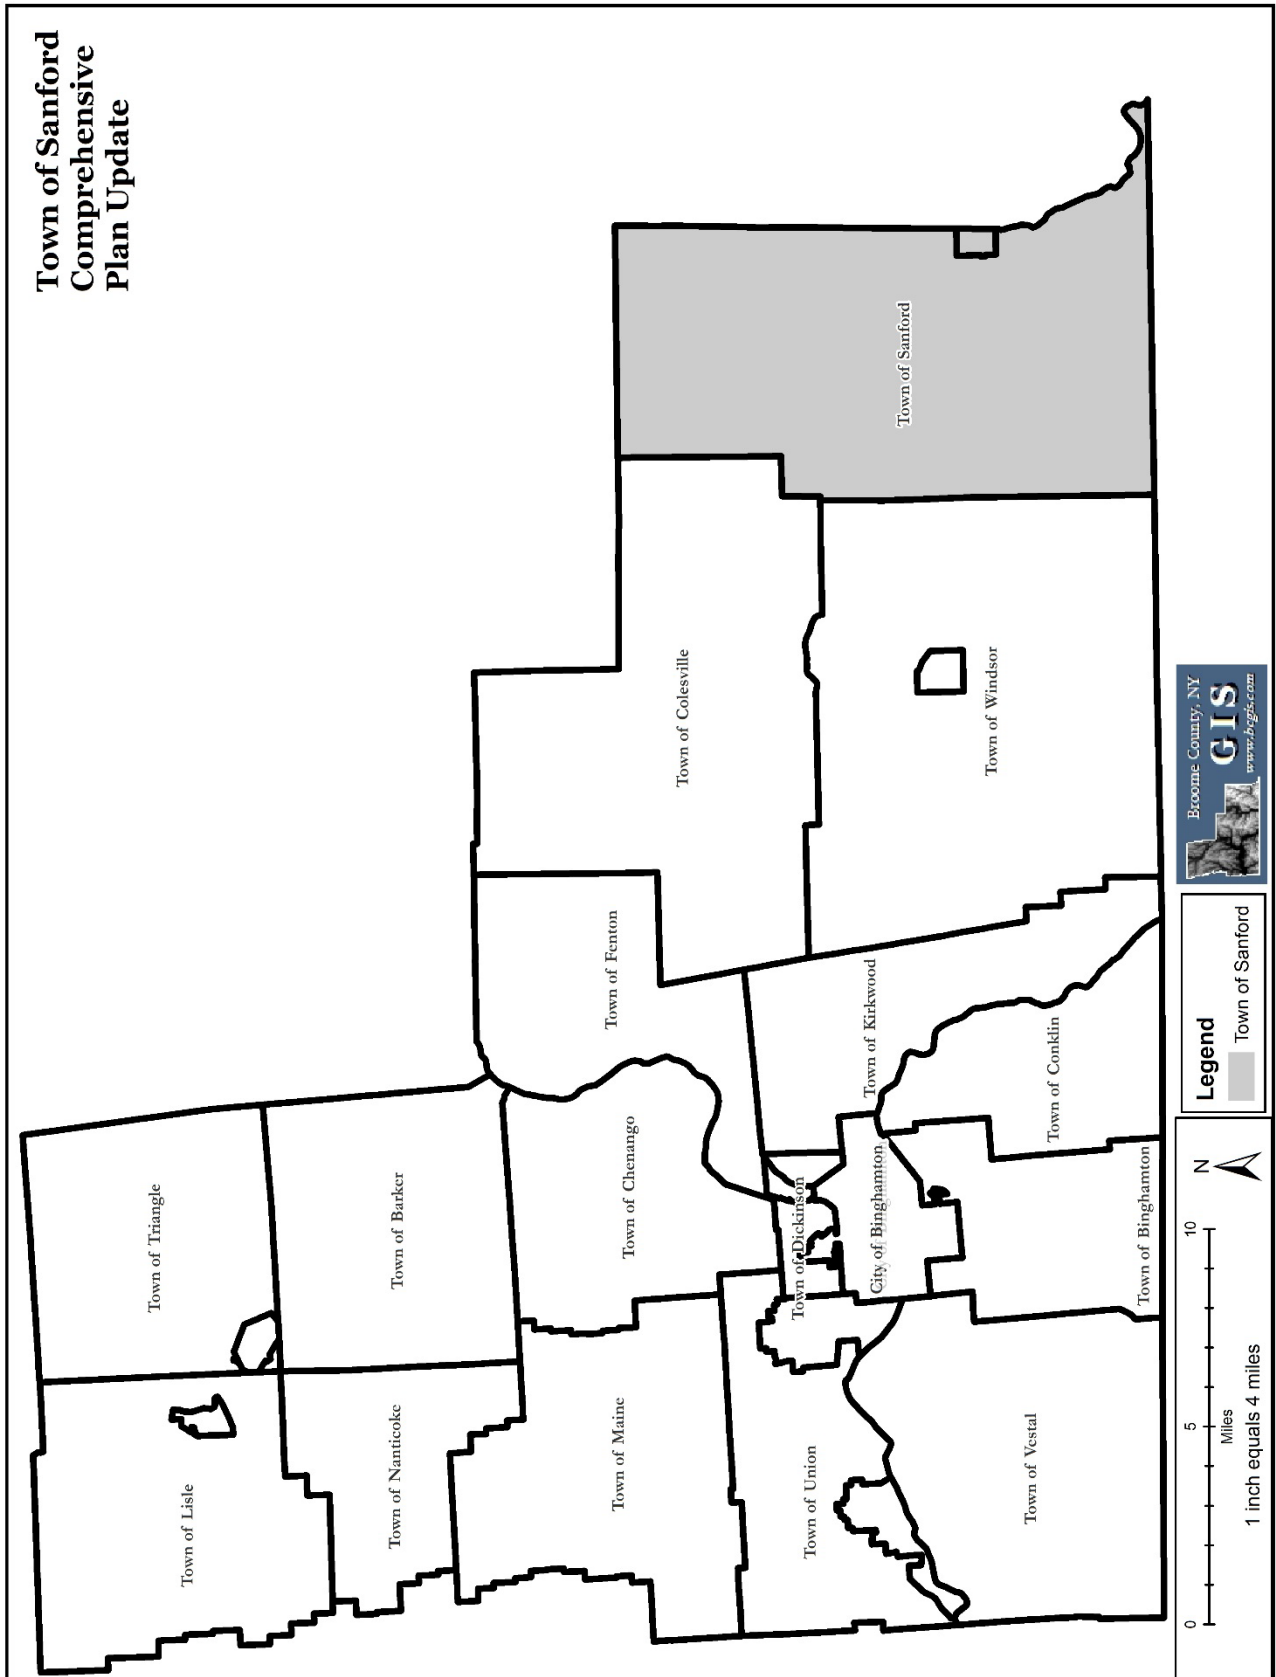 Town of Sanford
Comprehensive
Plan Update
Town of Triangle
Town of Lisle
Town of Barker
Town of Nanticoke
Town of Fenton
Town of Chenango
Town of Maine
Town of Colesville
Town of Sanford
Town of Dickinson
Town of Union
Town of Kirkwood
City of Binghamton
Town of Windsor
Town of Conklin
Town of Vestal
Town of Binghamton
0
5
10
Miles
1 inch equals 4 miles
N
Legend
Town of Sanford
Broome County, NY
GIS
www.bcgis.com